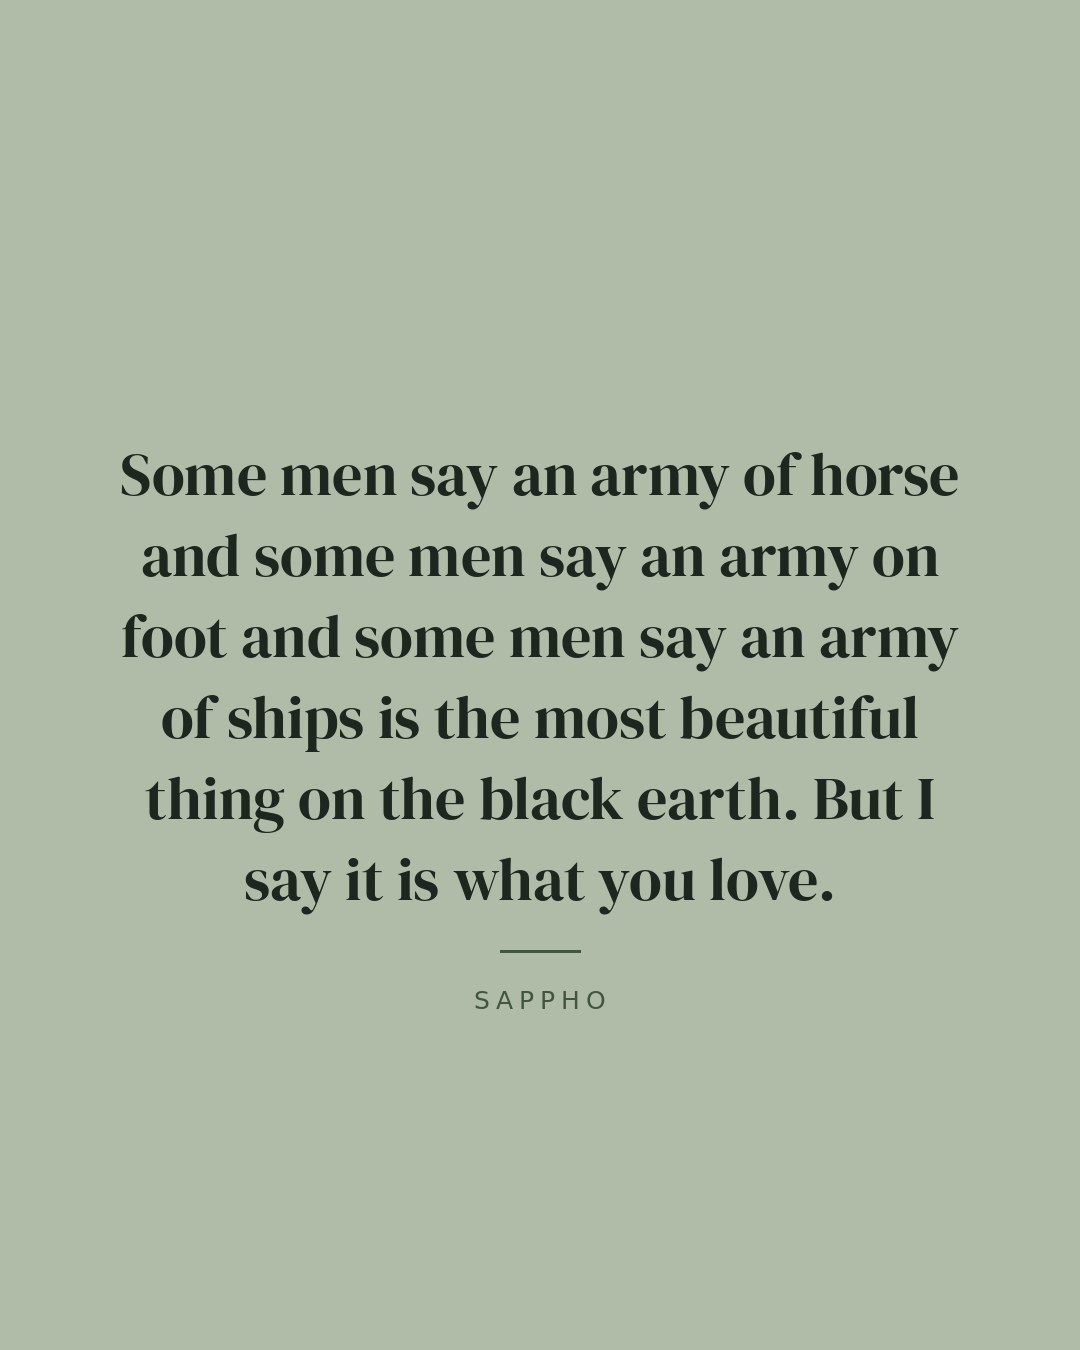 Some men say an army of horse
and some men say an army on
foot and some men say an army
of ships is the most beautiful
thing on the black earth. But I
say it is what you love.
SAPPHO